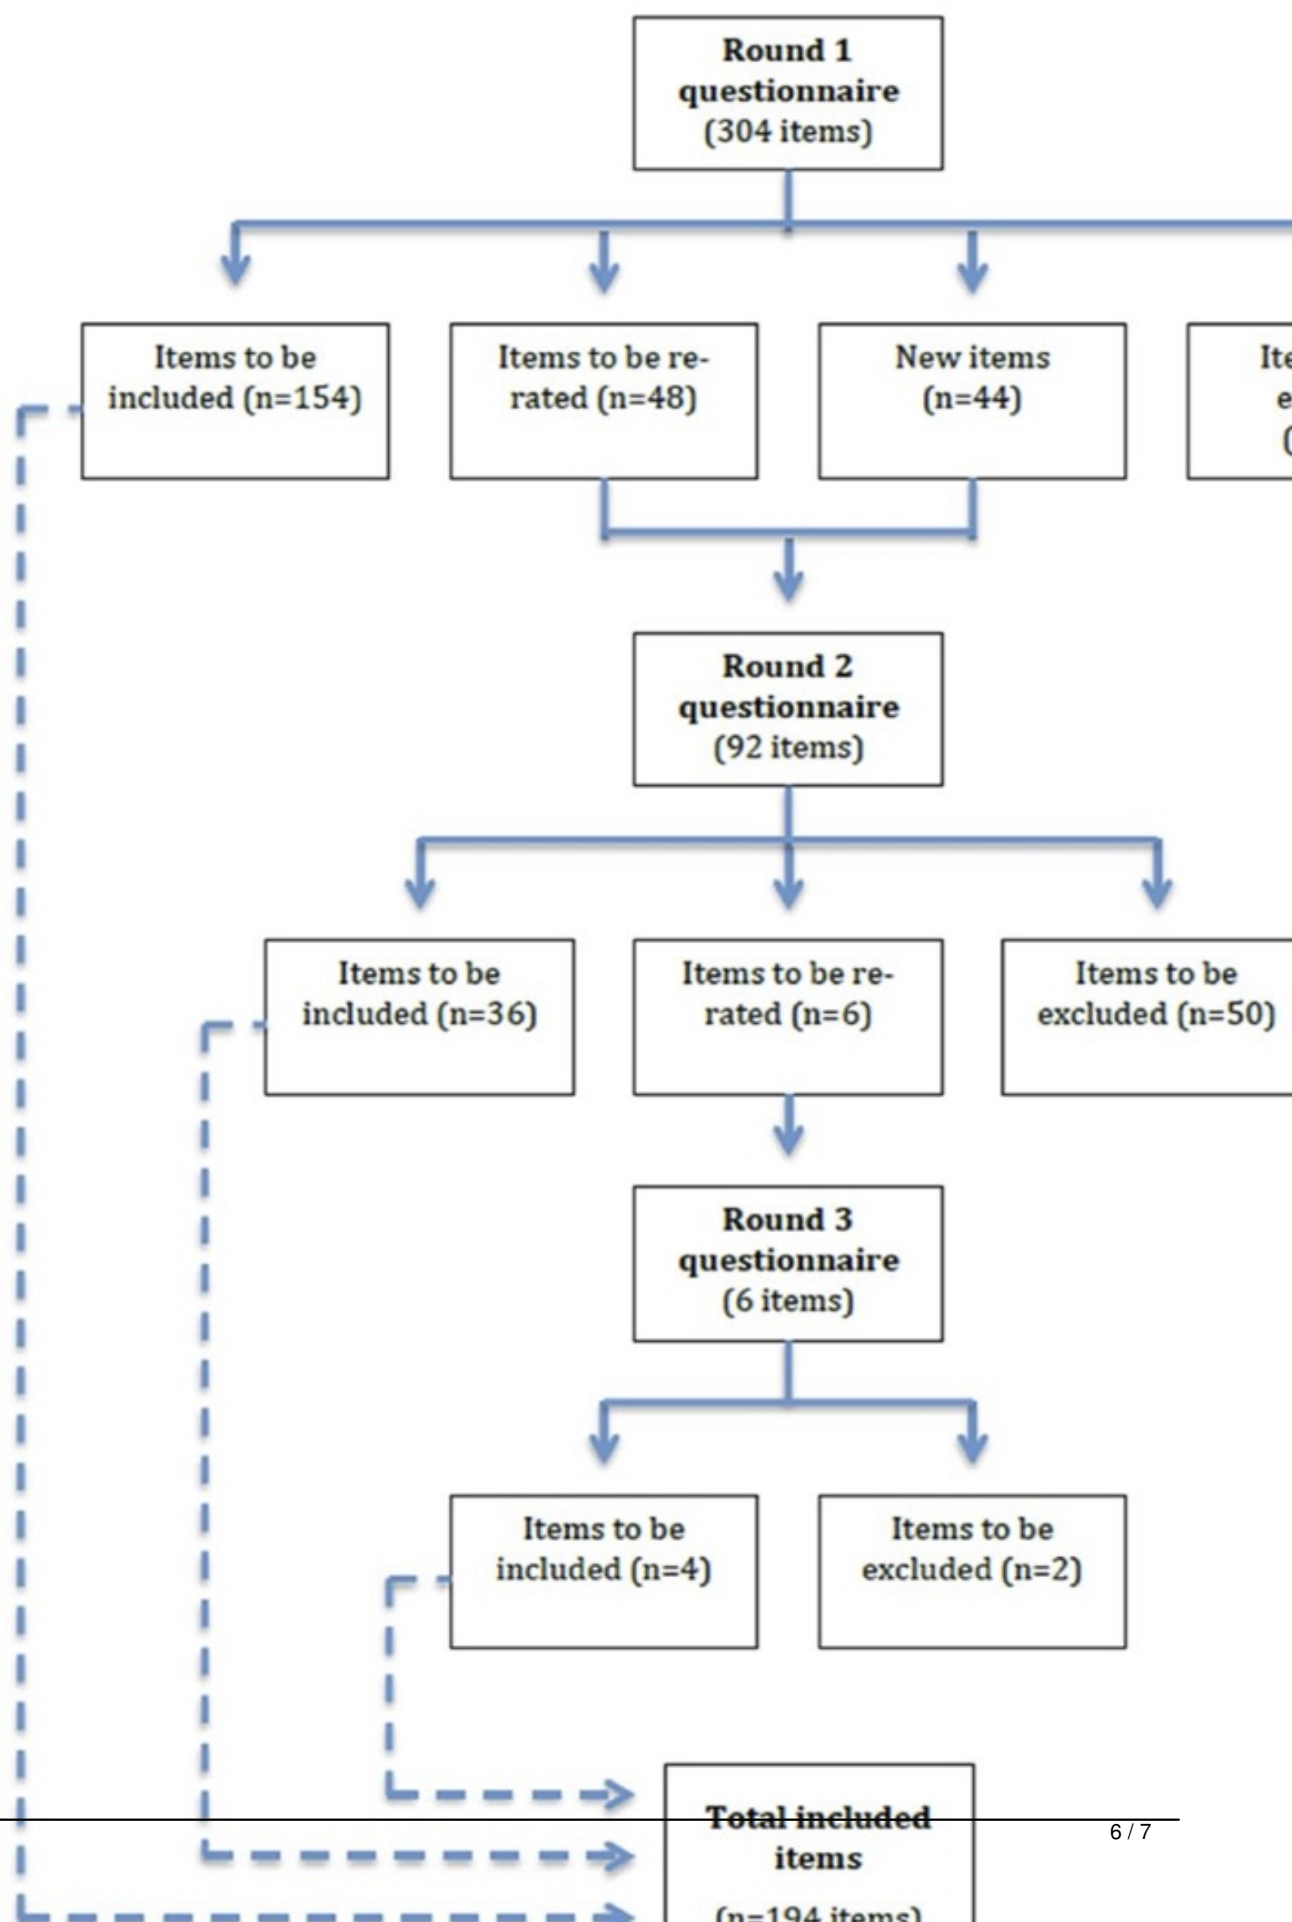 Round 1
questionnaire
(304 items)
Items to be
included (n=154)
Items to be re-
rated (n=48)
New items
(n=44)
Round 2
questionnaire
(92 items)
Items to be
included (n=36)
Items to be re-
rated (n=6)
Items to be
excluded (n=50)
Round 3
questionnaire
(6 items)
Items to be
included (n=4)
Items to be
excluded (n=2)
Total included
items
(n=194 items)
6 / 7